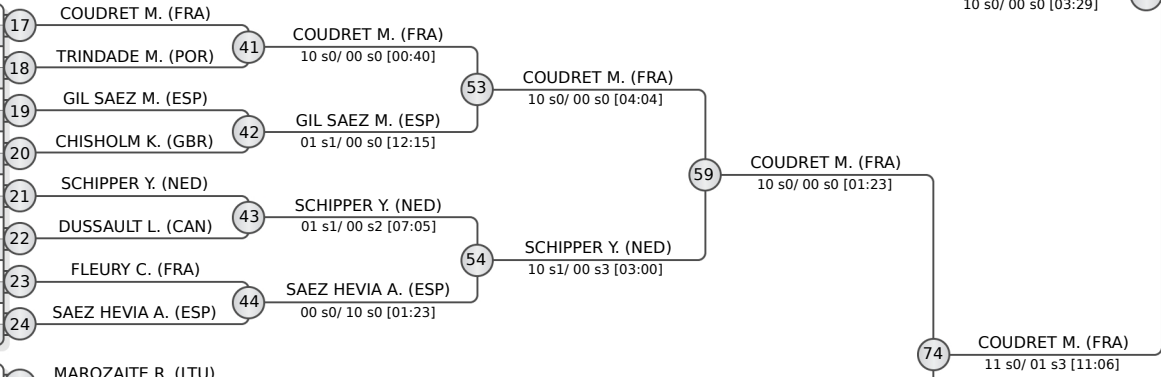 10 s0/ 00 s0 [03:29]
17
COUDRET M. (FRA)
18
TRINDADE M. (POR)
41
COUDRET M. (FRA)
10 s0/ 00 s0 [00:40]
19
GIL SAEZ M. (ESP)
20
CHISHOLM K. (GBR)
42
GIL SAEZ M. (ESP)
01 s1/ 00 s0 [12:15]
53
COUDRET M. (FRA)
10 s0/ 00 s0 [04:04]
21
SCHIPPER Y. (NED)
22
DUSSAULT L. (CAN)
43
SCHIPPER Y. (NED)
01 s1/ 00 s2 [07:05]
23
FLEURY C. (FRA)
24
SAEZ HEVIA A. (ESP)
44
SAEZ HEVIA A. (ESP)
00 s0/ 10 s0 [01:23]
54
SCHIPPER Y. (NED)
10 s1/ 00 s3 [03:00]
59
COUDRET M. (FRA)
10 s0/ 00 s0 [01:23]
74
COUDRET M. (FRA)
11 s0/ 01 s3 [11:06]
MAROZAITE R. (LTU)